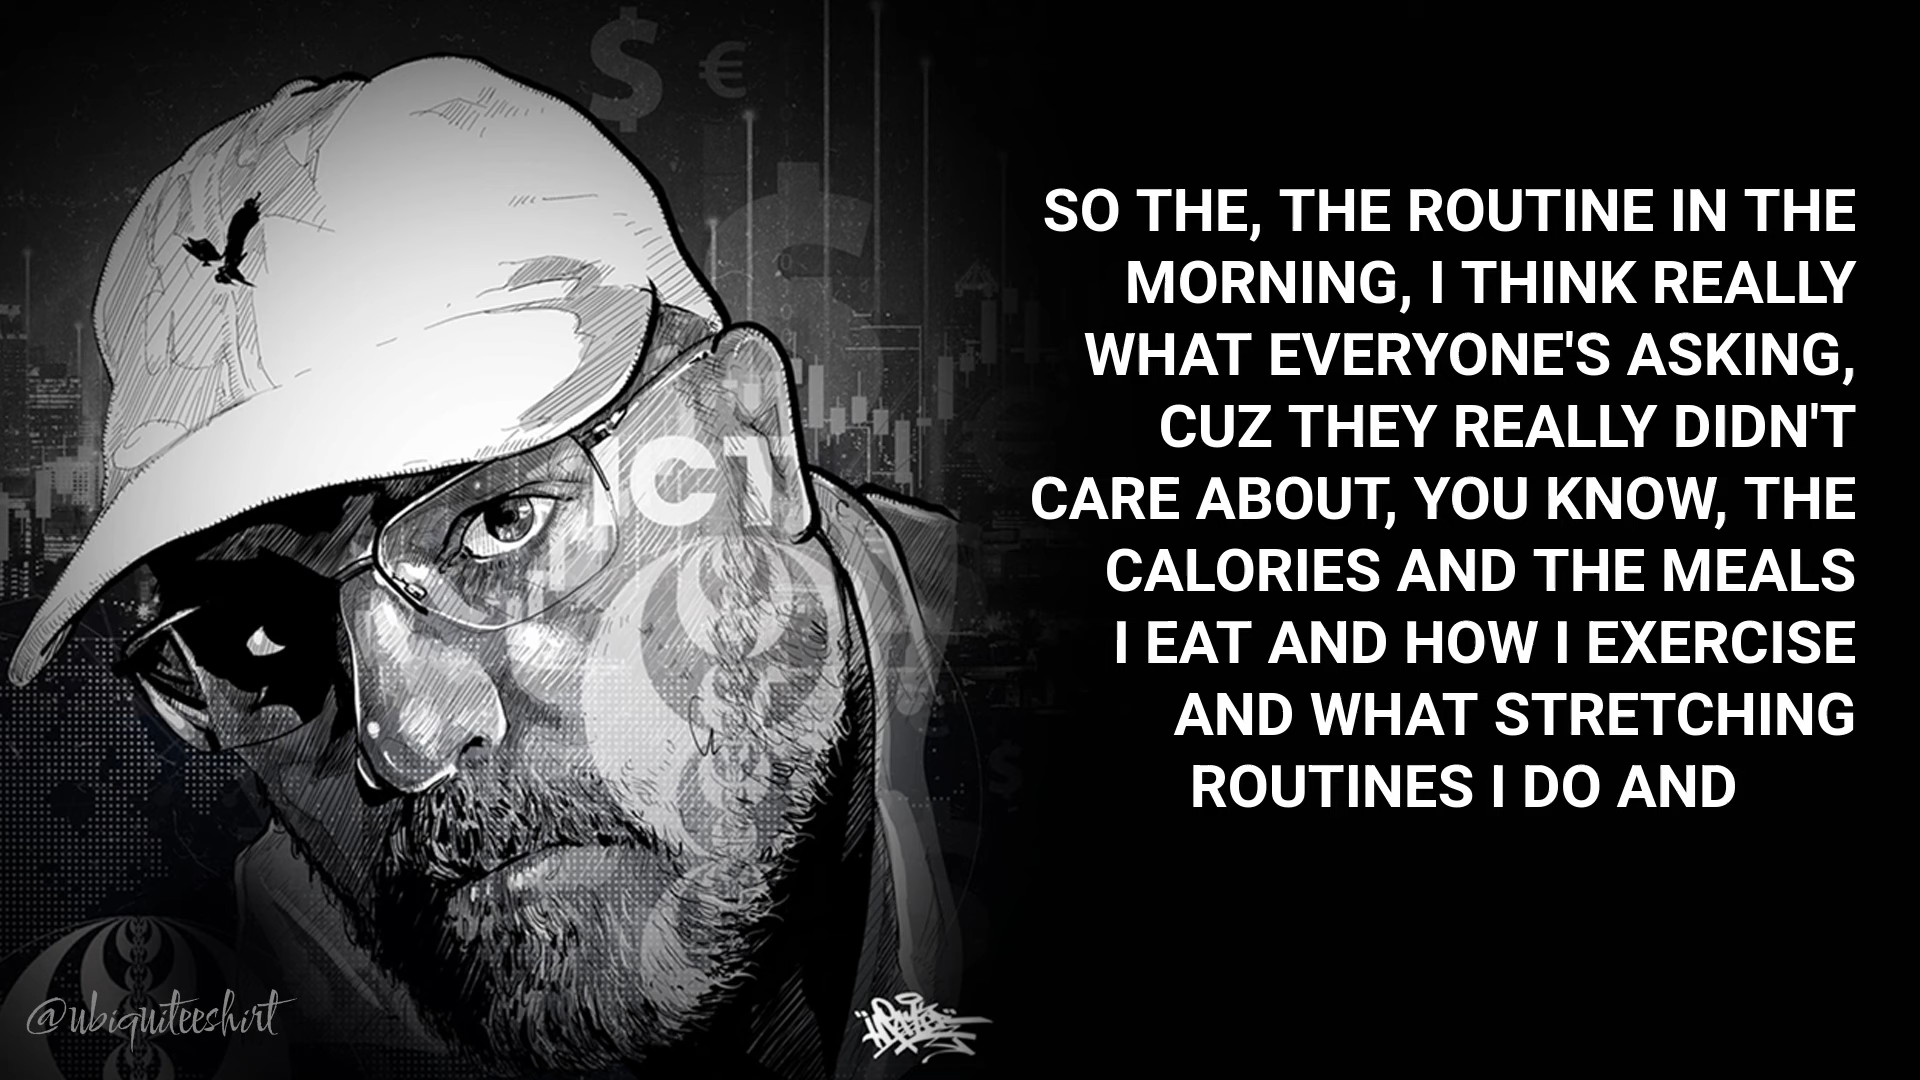 $ €
ICT
SO THE, THE ROUTINE IN THE
MORNING, I THINK REALLY
WHAT EVERYONE'S ASKING,
CUZ THEY REALLY DIDN'T
CARE ABOUT, YOU KNOW, THE
CALORIES AND THE MEALS
I EAT AND HOW I EXERCISE
AND WHAT STRETCHING
ROUTINES I DO AND
@ubiquiteeshirt